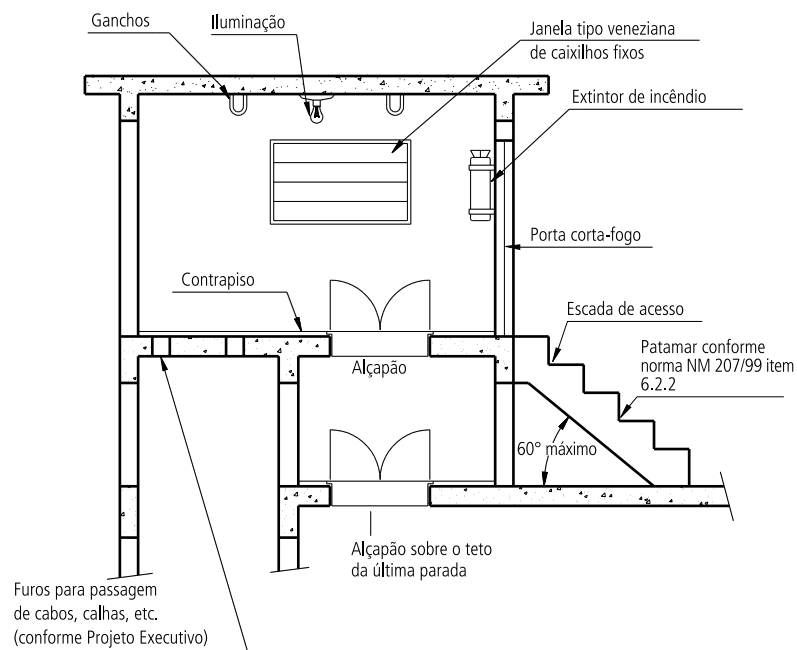 Ganchos
Iluminação
Janela tipo veneziana
de caixilhos fixos
Extintor de incêndio
Porta corta-fogo
Contrapiso
Escada de acesso
Alçapão
Patamar conforme
norma NM 207/99 item
6.2.2
60° máximo
Alçapão sobre o teto
da última parada
Furos para passagem
de cabos, calhas, etc.
(conforme Projeto Executivo)